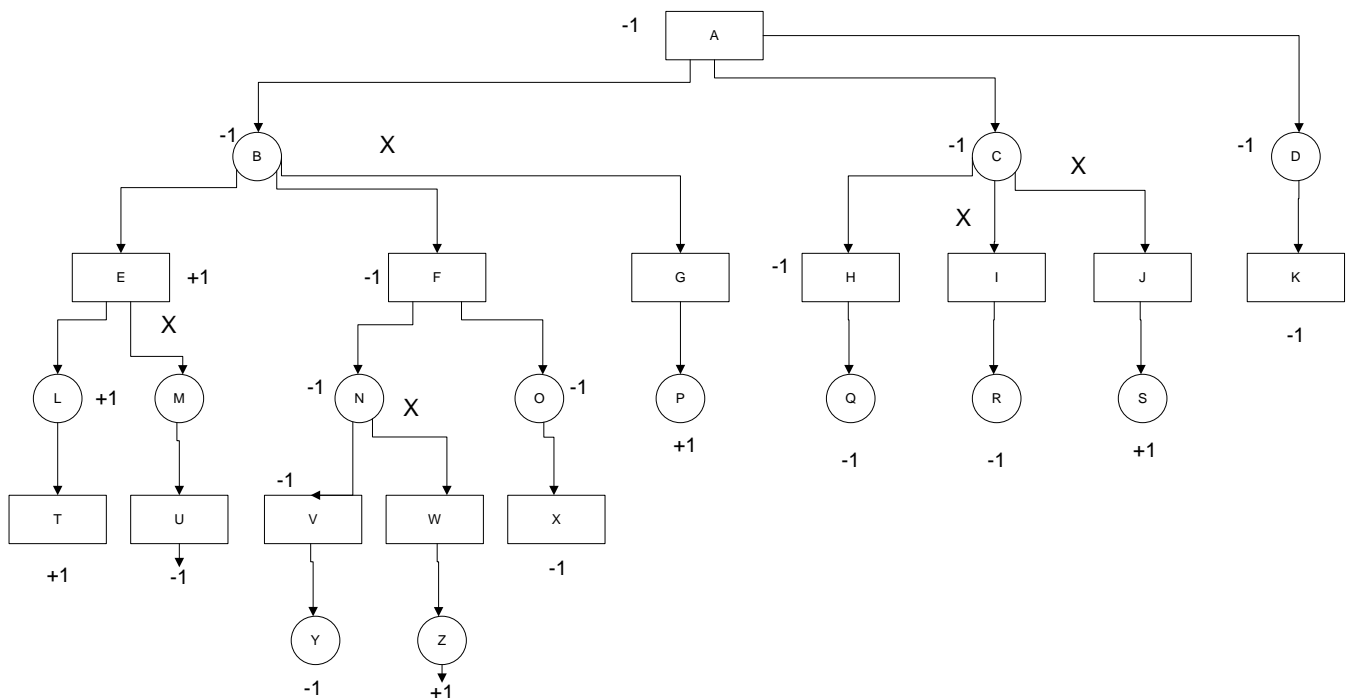 -1 A
-1 B X -1 C X -1 D
X
E +1 -1 F G -1 H I J K
X -1
L +1 M -1 N X O -1 P Q R S
+1 -1 -1 +1
-1
T U V W X
+1 -1 -1
Y Z
-1 +1